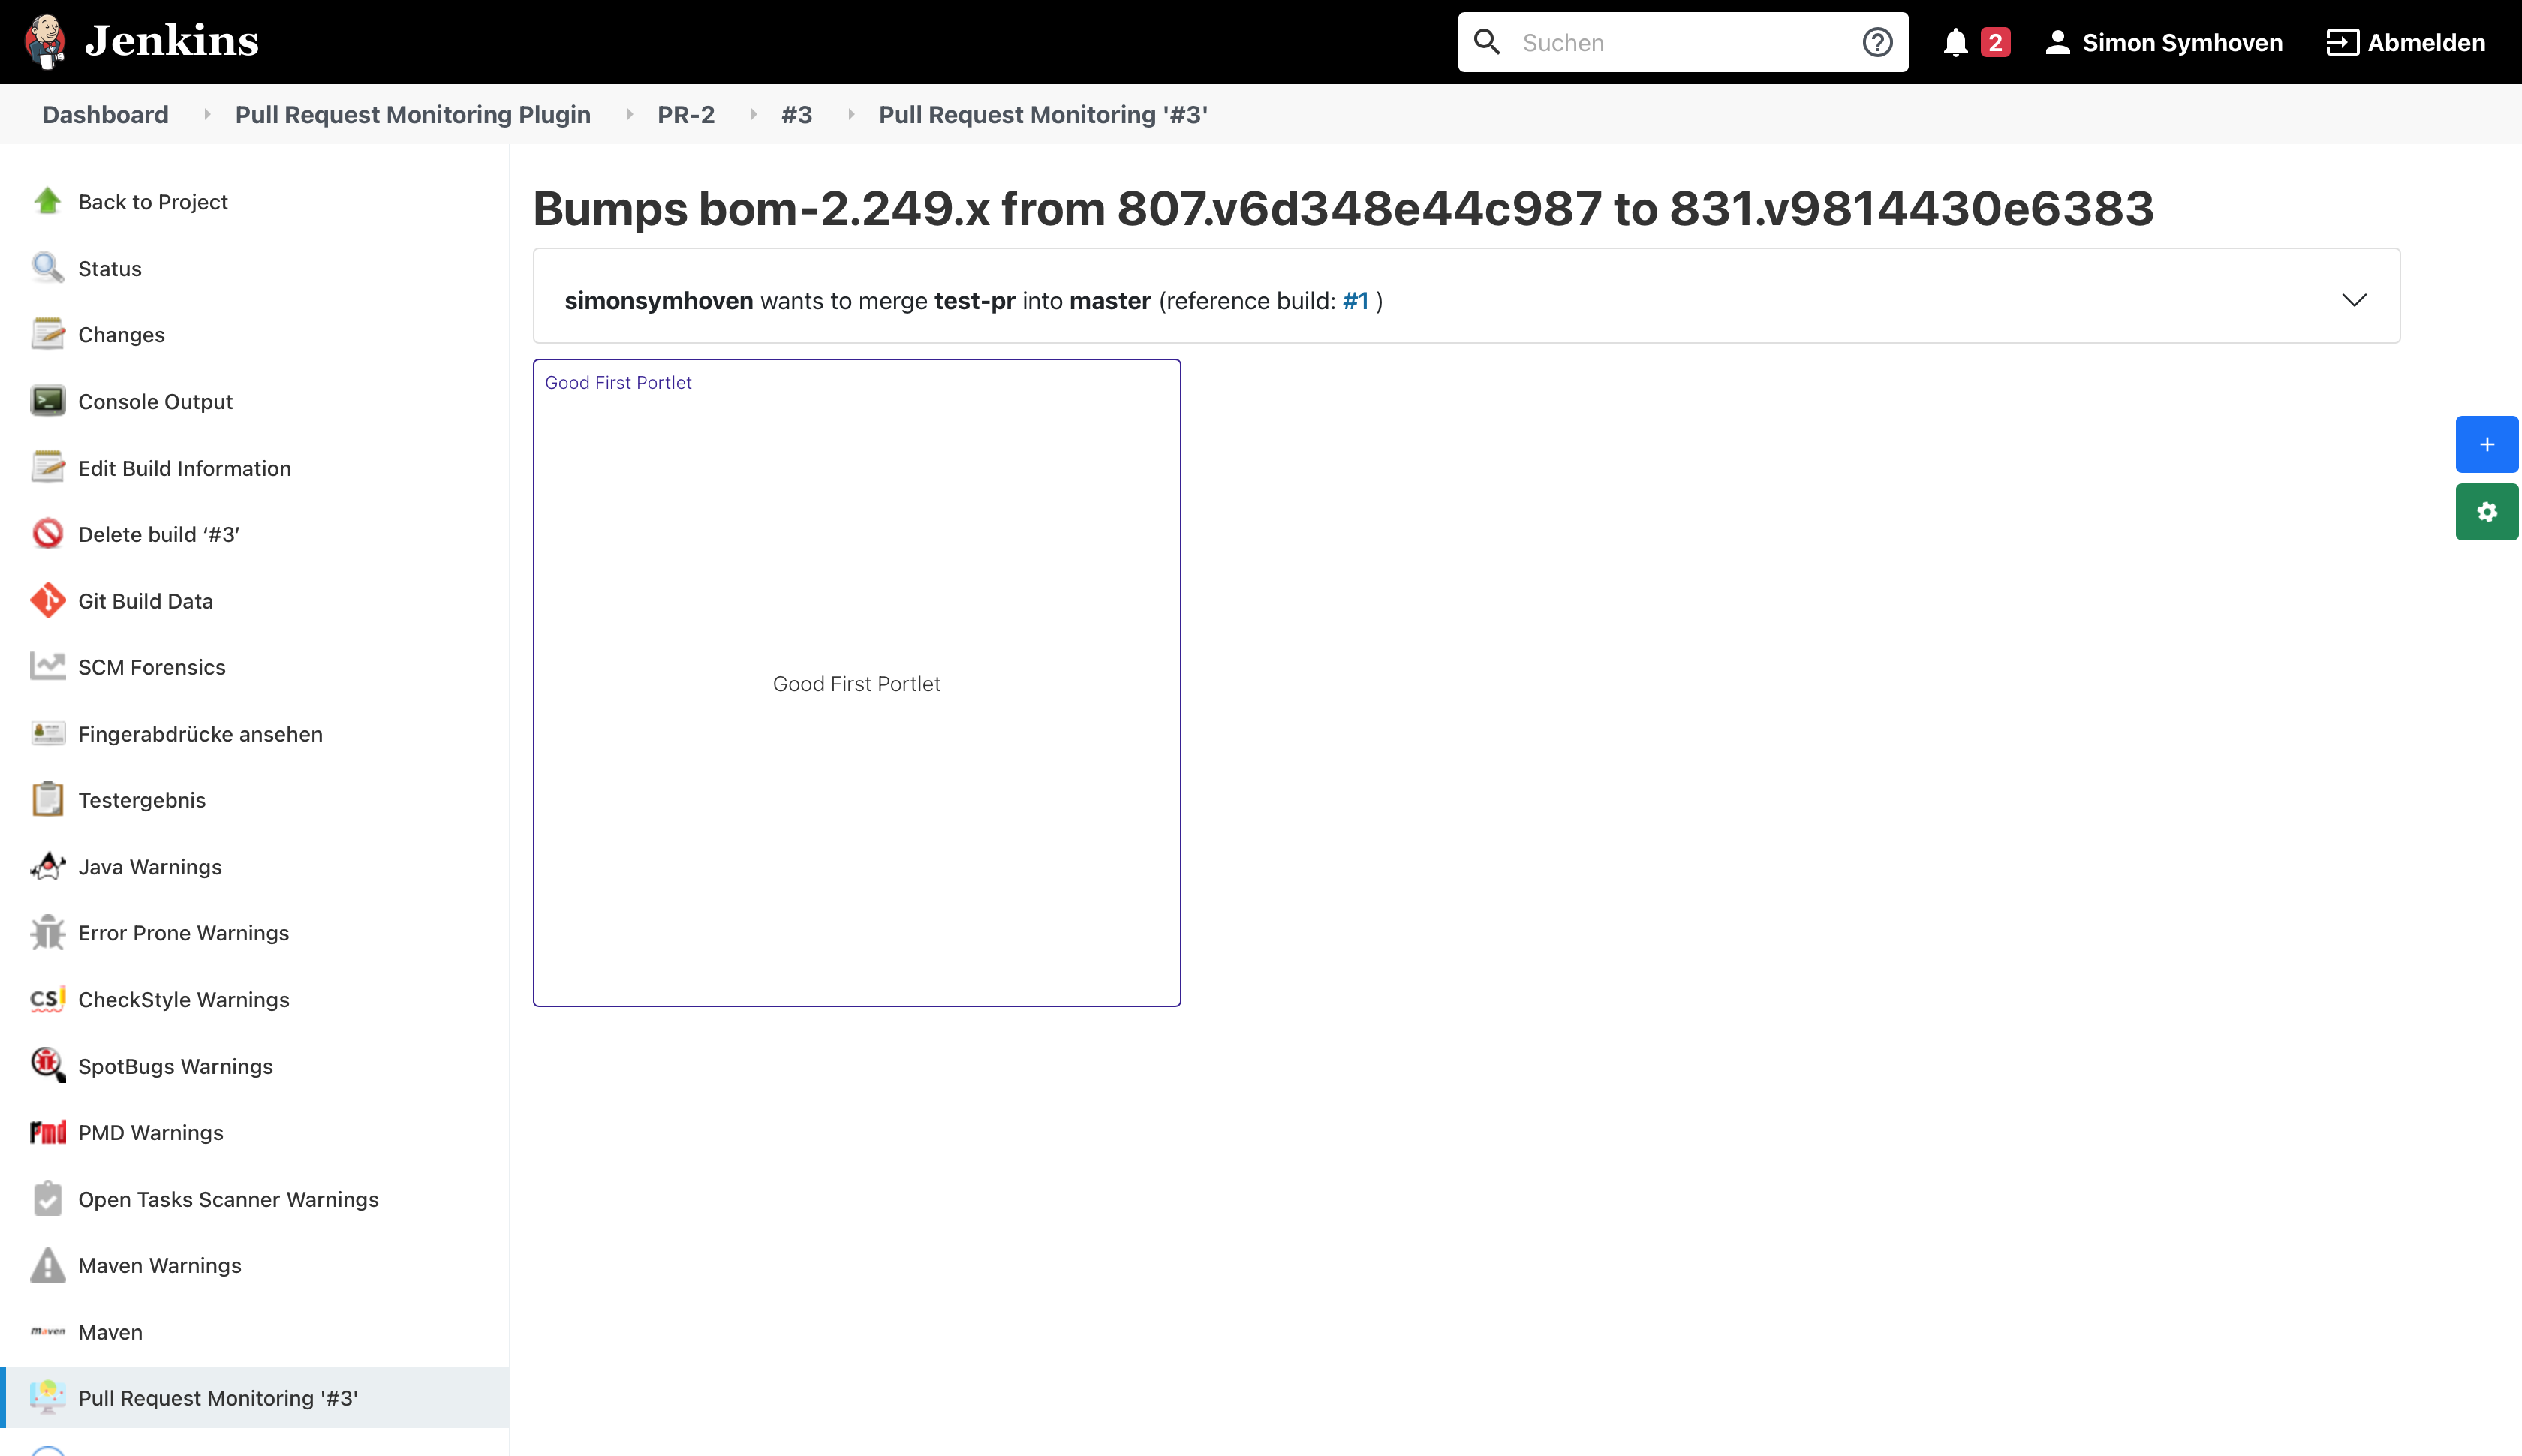 Jenkins
Suchen
2
Simon Symhoven
Abmelden
Dashboard
Pull Request Monitoring Plugin
PR-2
#3
Pull Request Monitoring '#3'
Back to Project
Status
Changes
Console Output
Edit Build Information
Delete build ‘#3’
Git Build Data
SCM Forensics
Fingerabdrücke ansehen
Testergebnis
Java Warnings
Error Prone Warnings
CheckStyle Warnings
SpotBugs Warnings
PMD Warnings
Open Tasks Scanner Warnings
Maven Warnings
Maven
Pull Request Monitoring '#3'
Bumps bom-2.249.x from 807.v6d348e44c987 to 831.v9814430e6383
simonsymhoven wants to merge test-pr into master (reference build: #1 )
Good First Portlet
Good First Portlet